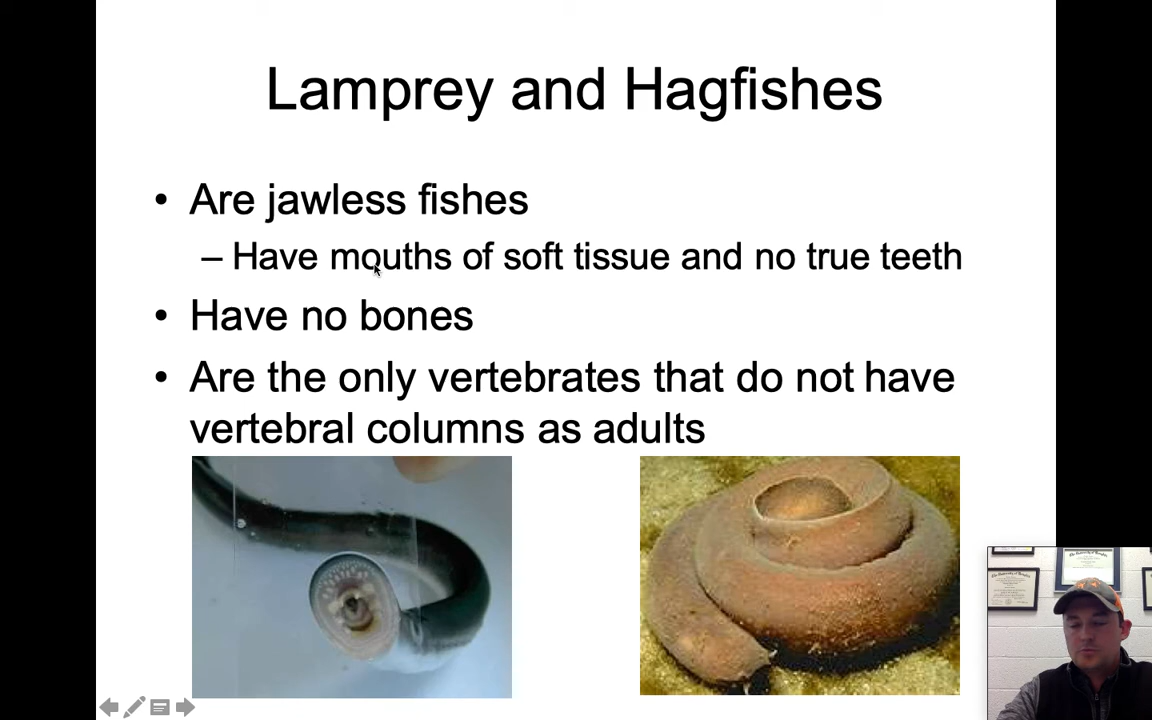 Lamprey and Hagfishes
• Are jawless fishes
– Have mouths of soft tissue and no true teeth
• Have no bones
• Are the only vertebrates that do not have
vertebral columns as adults